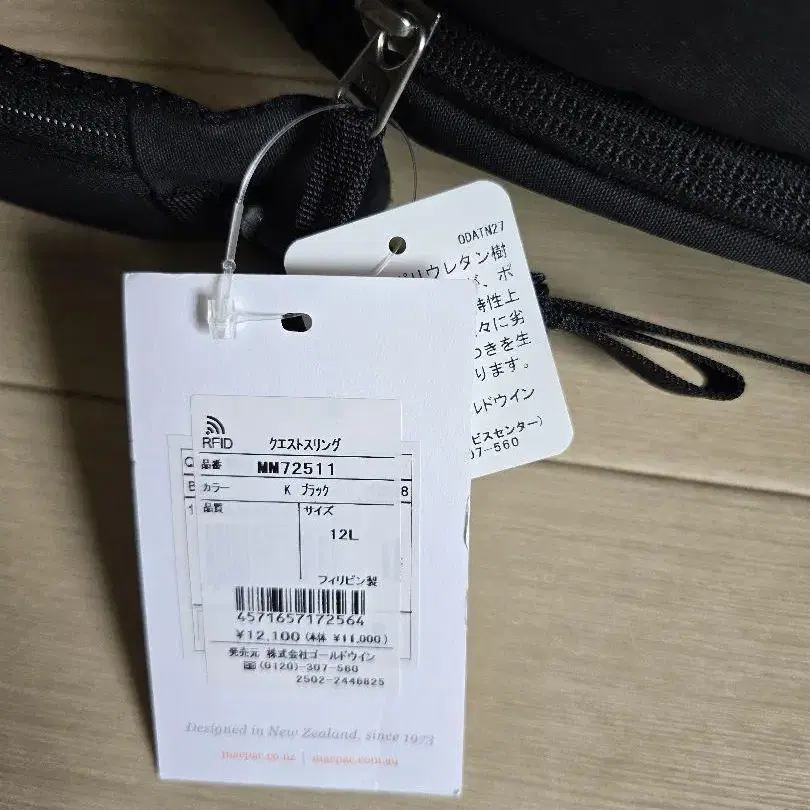 ODATN27
ポリウレタン樹
、ボ
特性上
々に劣
つきを生
ります。
ルドウイン
ビスセンター)
07-560
RFID
クエストスリング
品番 MM72511
カラー K ブラック
品質 サイズ
12L
フィリピン製
4571657172564
¥12,100 (本体 ¥11,000)
発売元 株式会社ゴールドウイン
(0120)-307-560
2502-2446825
Q
B 8
1
Designed in New Zealand, since 1973
macpac.co.nz | macpac.com.au